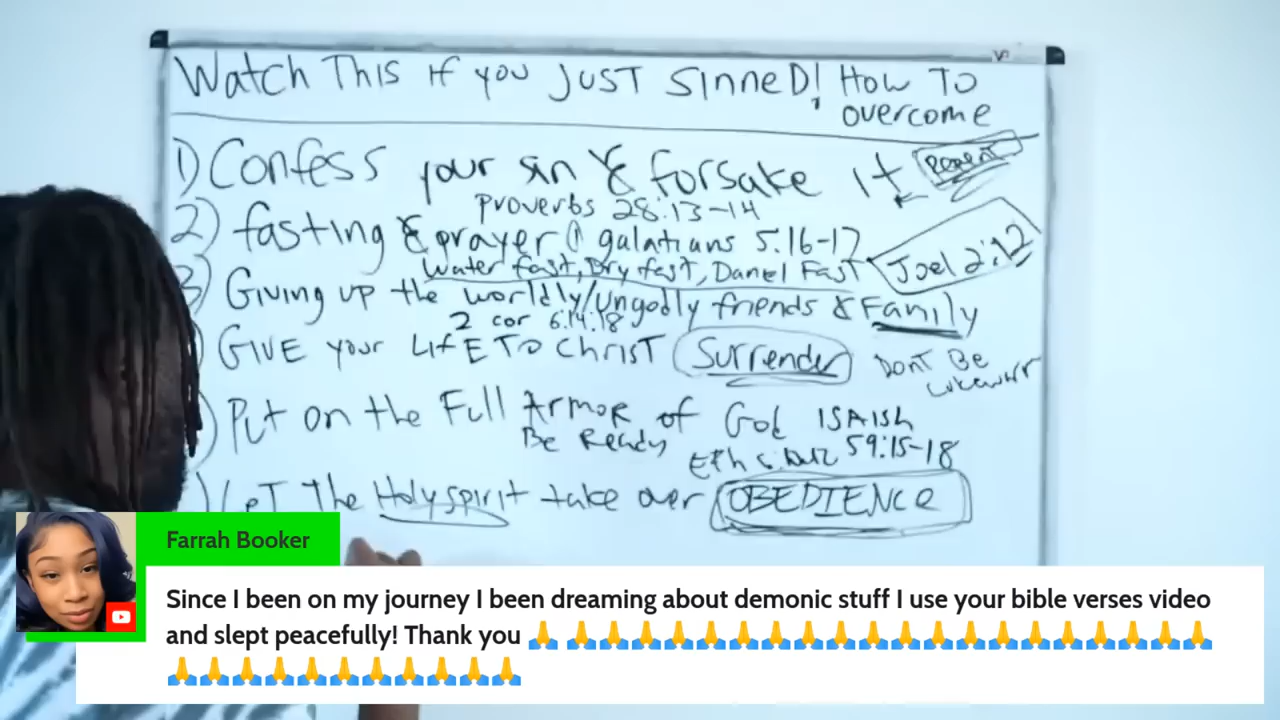 Watch This if you JUST SinneD! How To
overcome
1) Confess your sin & forsake it Repent
Proverbs 28:13-14
2) fasting & prayer galatians 5:16-17
Water fast, Dry fast, Daniel Fast Joel 2:12
3) Giving up the worldly/ungodly friends & Family
2 cor 6:14-18
GIVE your LIFE TO CHRIST Surrender DONT BE
) Put on the Full ArmOR of God ISAISH
Be Ready 59:15-18
) LET The Holyspirit take over OBEDIENCe
Farrah Booker
Since I been on my journey I been dreaming about demonic stuff I use your bible verses video
and slept peacefully! Thank you 🙏 🙏🙏🙏🙏🙏🙏🙏🙏🙏🙏🙏🙏🙏🙏🙏🙏🙏🙏🙏🙏
🙏🙏🙏🙏🙏🙏🙏🙏🙏🙏🙏